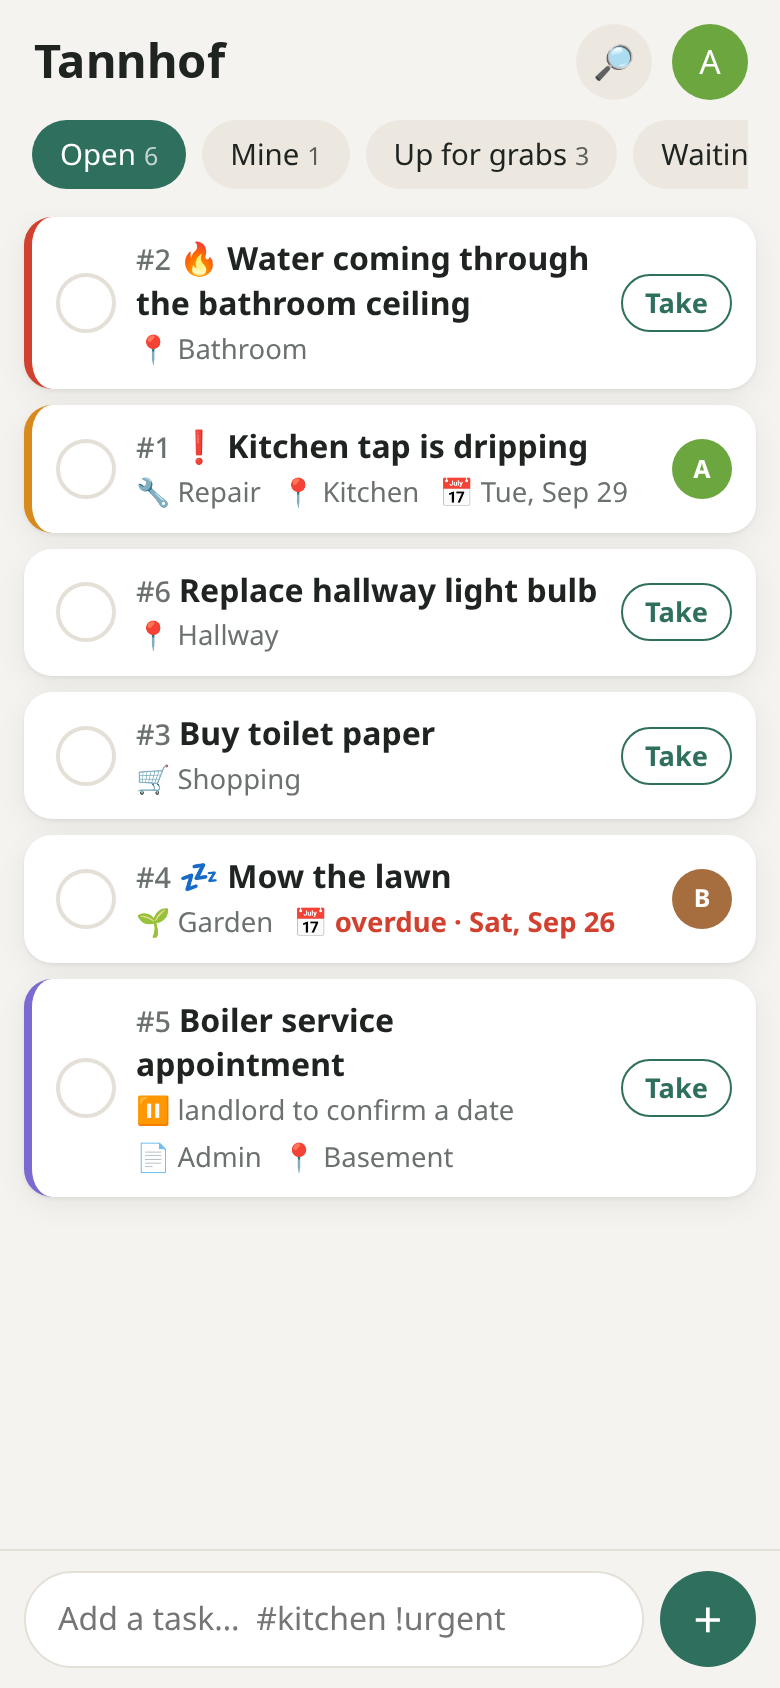 Tannhof
🔎 A
Open 6 Mine 1 Up for grabs 3 Waitin
#2 🔥 Water coming through
the bathroom ceiling
📍 Bathroom
Take
#1 ❗ Kitchen tap is dripping
🔧 Repair 📍 Kitchen 📅 Tue, Sep 29
A
#6 Replace hallway light bulb
📍 Hallway
Take
#3 Buy toilet paper
🛒 Shopping
Take
#4 💤 Mow the lawn
🌱 Garden 📅 overdue · Sat, Sep 26
B
#5 Boiler service
appointment
⏸️ landlord to confirm a date
📄 Admin 📍 Basement
Take
Add a task… #kitchen !urgent
+